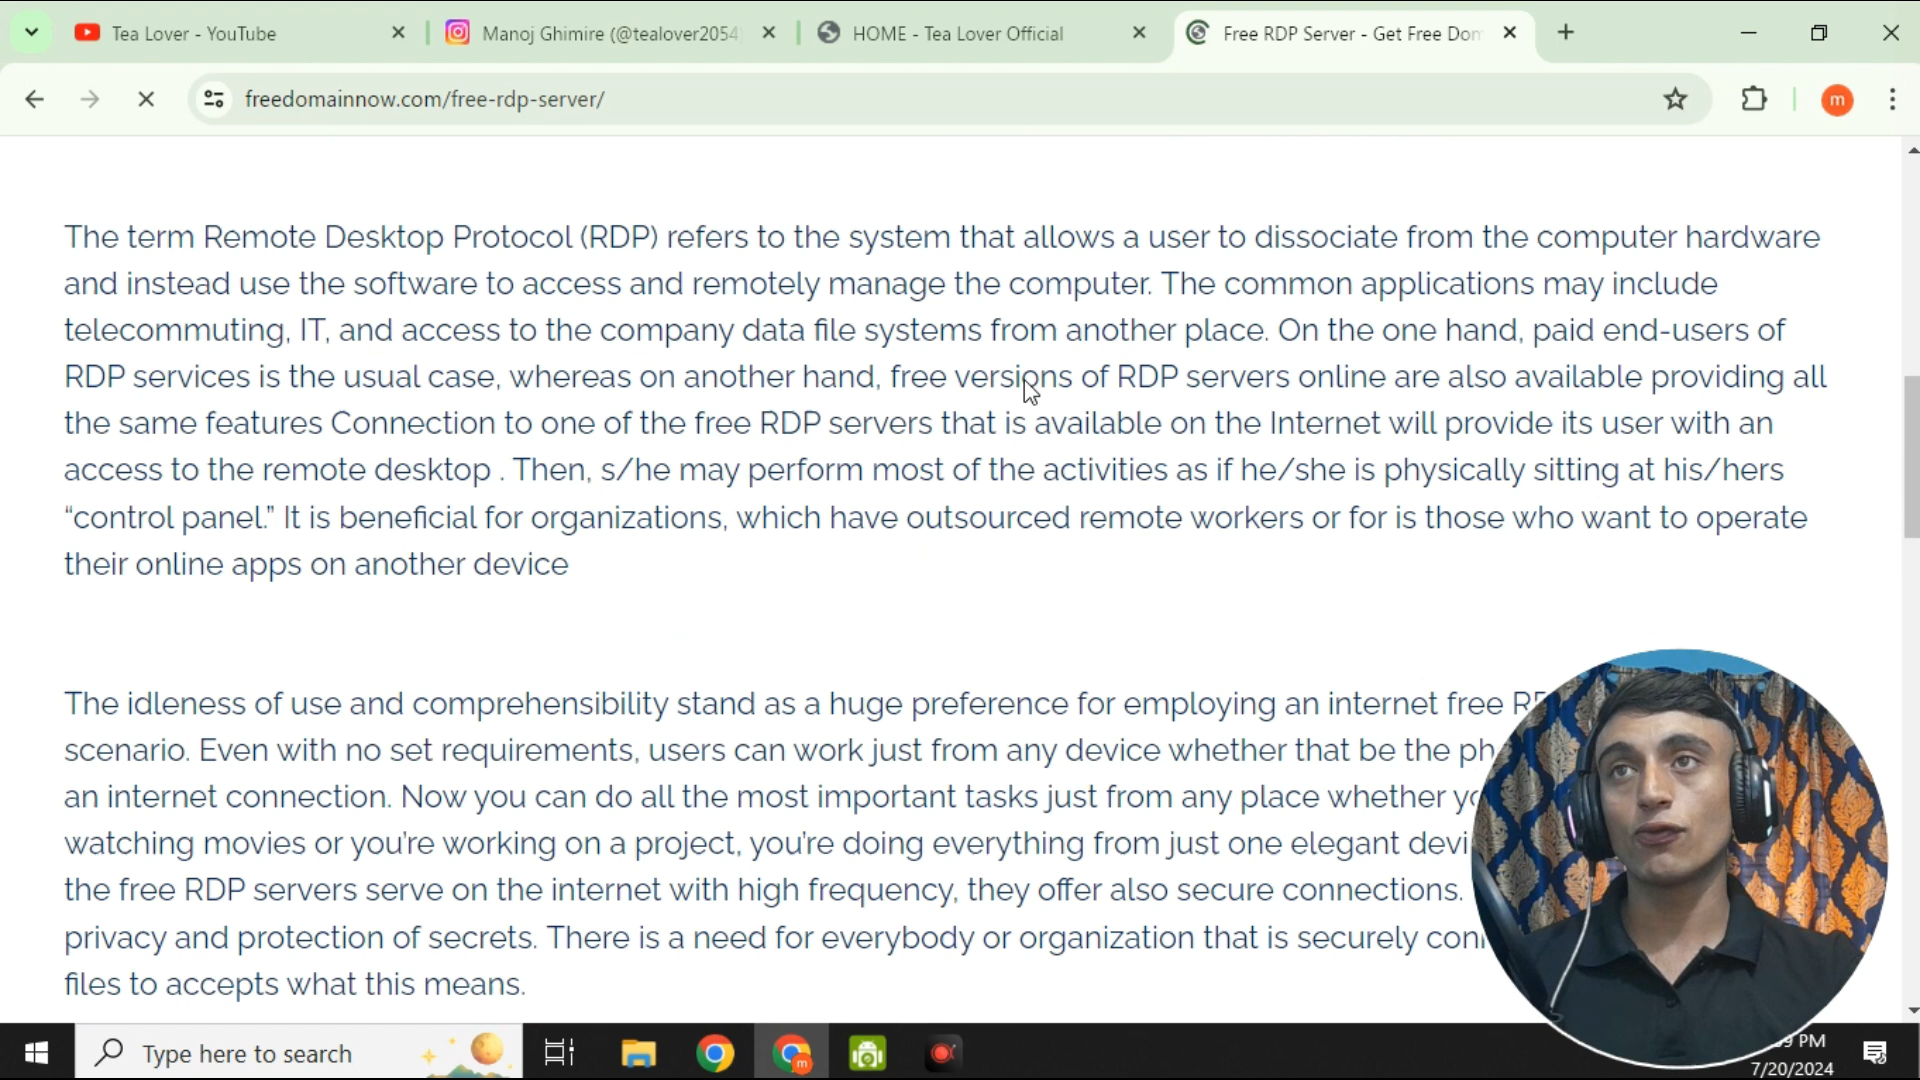 Tea Lover - YouTube
Manoj Ghimire (@tealover2054
HOME - Tea Lover Official
Free RDP Server - Get Free Dom
freedomainnow.com/free-rdp-server/
m
The term Remote Desktop Protocol (RDP) refers to the system that allows a user to dissociate from the computer hardware
and instead use the software to access and remotely manage the computer. The common applications may include
telecommuting, IT, and access to the company data file systems from another place. On the one hand, paid end-users of
RDP services is the usual case, whereas on another hand, free versions of RDP servers online are also available providing all
the same features Connection to one of the free RDP servers that is available on the Internet will provide its user with an
access to the remote desktop . Then, s/he may perform most of the activities as if he/she is physically sitting at his/hers
“control panel.” It is beneficial for organizations, which have outsourced remote workers or for is those who want to operate
their online apps on another device
The idleness of use and comprehensibility stand as a huge preference for employing an internet free
scenario. Even with no set requirements, users can work just from any device whether that be the
an internet connection. Now you can do all the most important tasks just from any place whether
watching movies or you're working on a project, you're doing everything from just one elegant
the free RDP servers serve on the internet with high frequency, they offer also secure connections.
privacy and protection of secrets. There is a need for everybody or organization that is securely
files to accepts what this means.
Type here to search
m
PM
7/20/2024